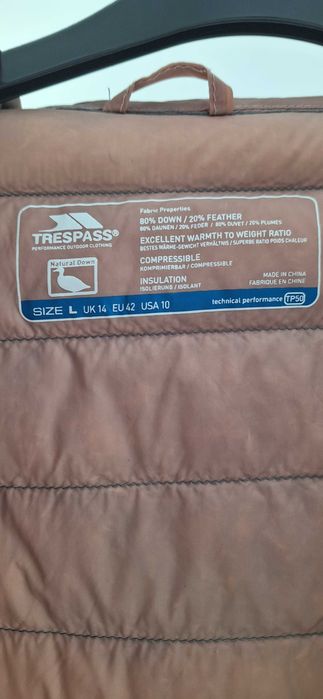 TRESPASS®
PERFORMANCE OUTDOOR CLOTHING
Natural Down
Fabric Properties
80% DOWN / 20% FEATHER
80% DAUNEN / 20% FEDER / 80% DUVET / 20% PLUMES
EXCELLENT WARMTH TO WEIGHT RATIO
BESTES WÄRME-GEWICHT VERHÄLTNIS / SUPERBE RATIO POIDS CHALEUR
COMPRESSIBLE
KOMPRIMIERBAR / COMPRESSIBLE
INSULATION
ISOLIERUNG / ISOLANT
MADE IN CHINA
FABRIQUE EN CHINE
SIZE L UK 14 EU 42 USA 10
technical performance TP50